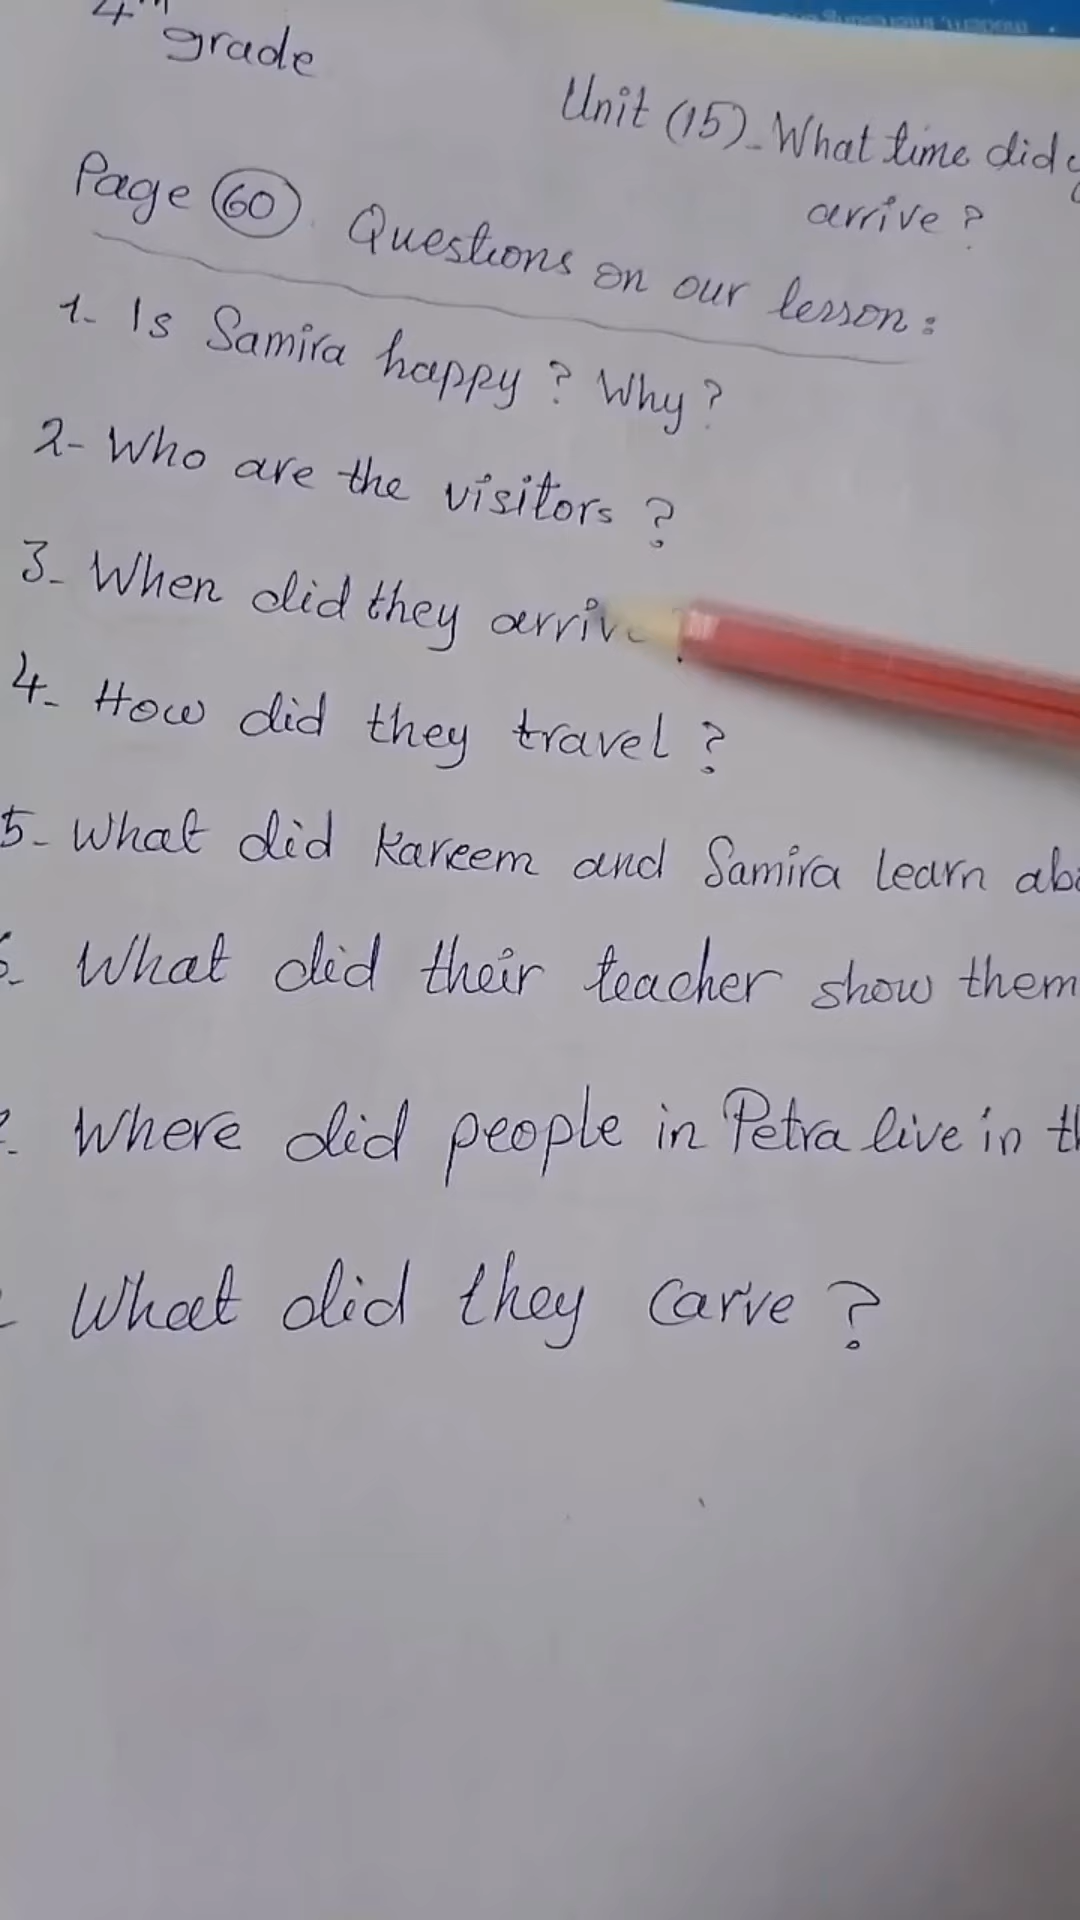 4th
grade
Unit (15)_What time did
arrive ?
Page 60 Questions on our lesson:
1- Is Samira happy ? Why ?
2- Who are the visitors ?
3- When did they
4- How did they travel ?
5- What did Kareem and Samira learn
What did their teacher show them
Where did people in Petra live in
What did they carve ?